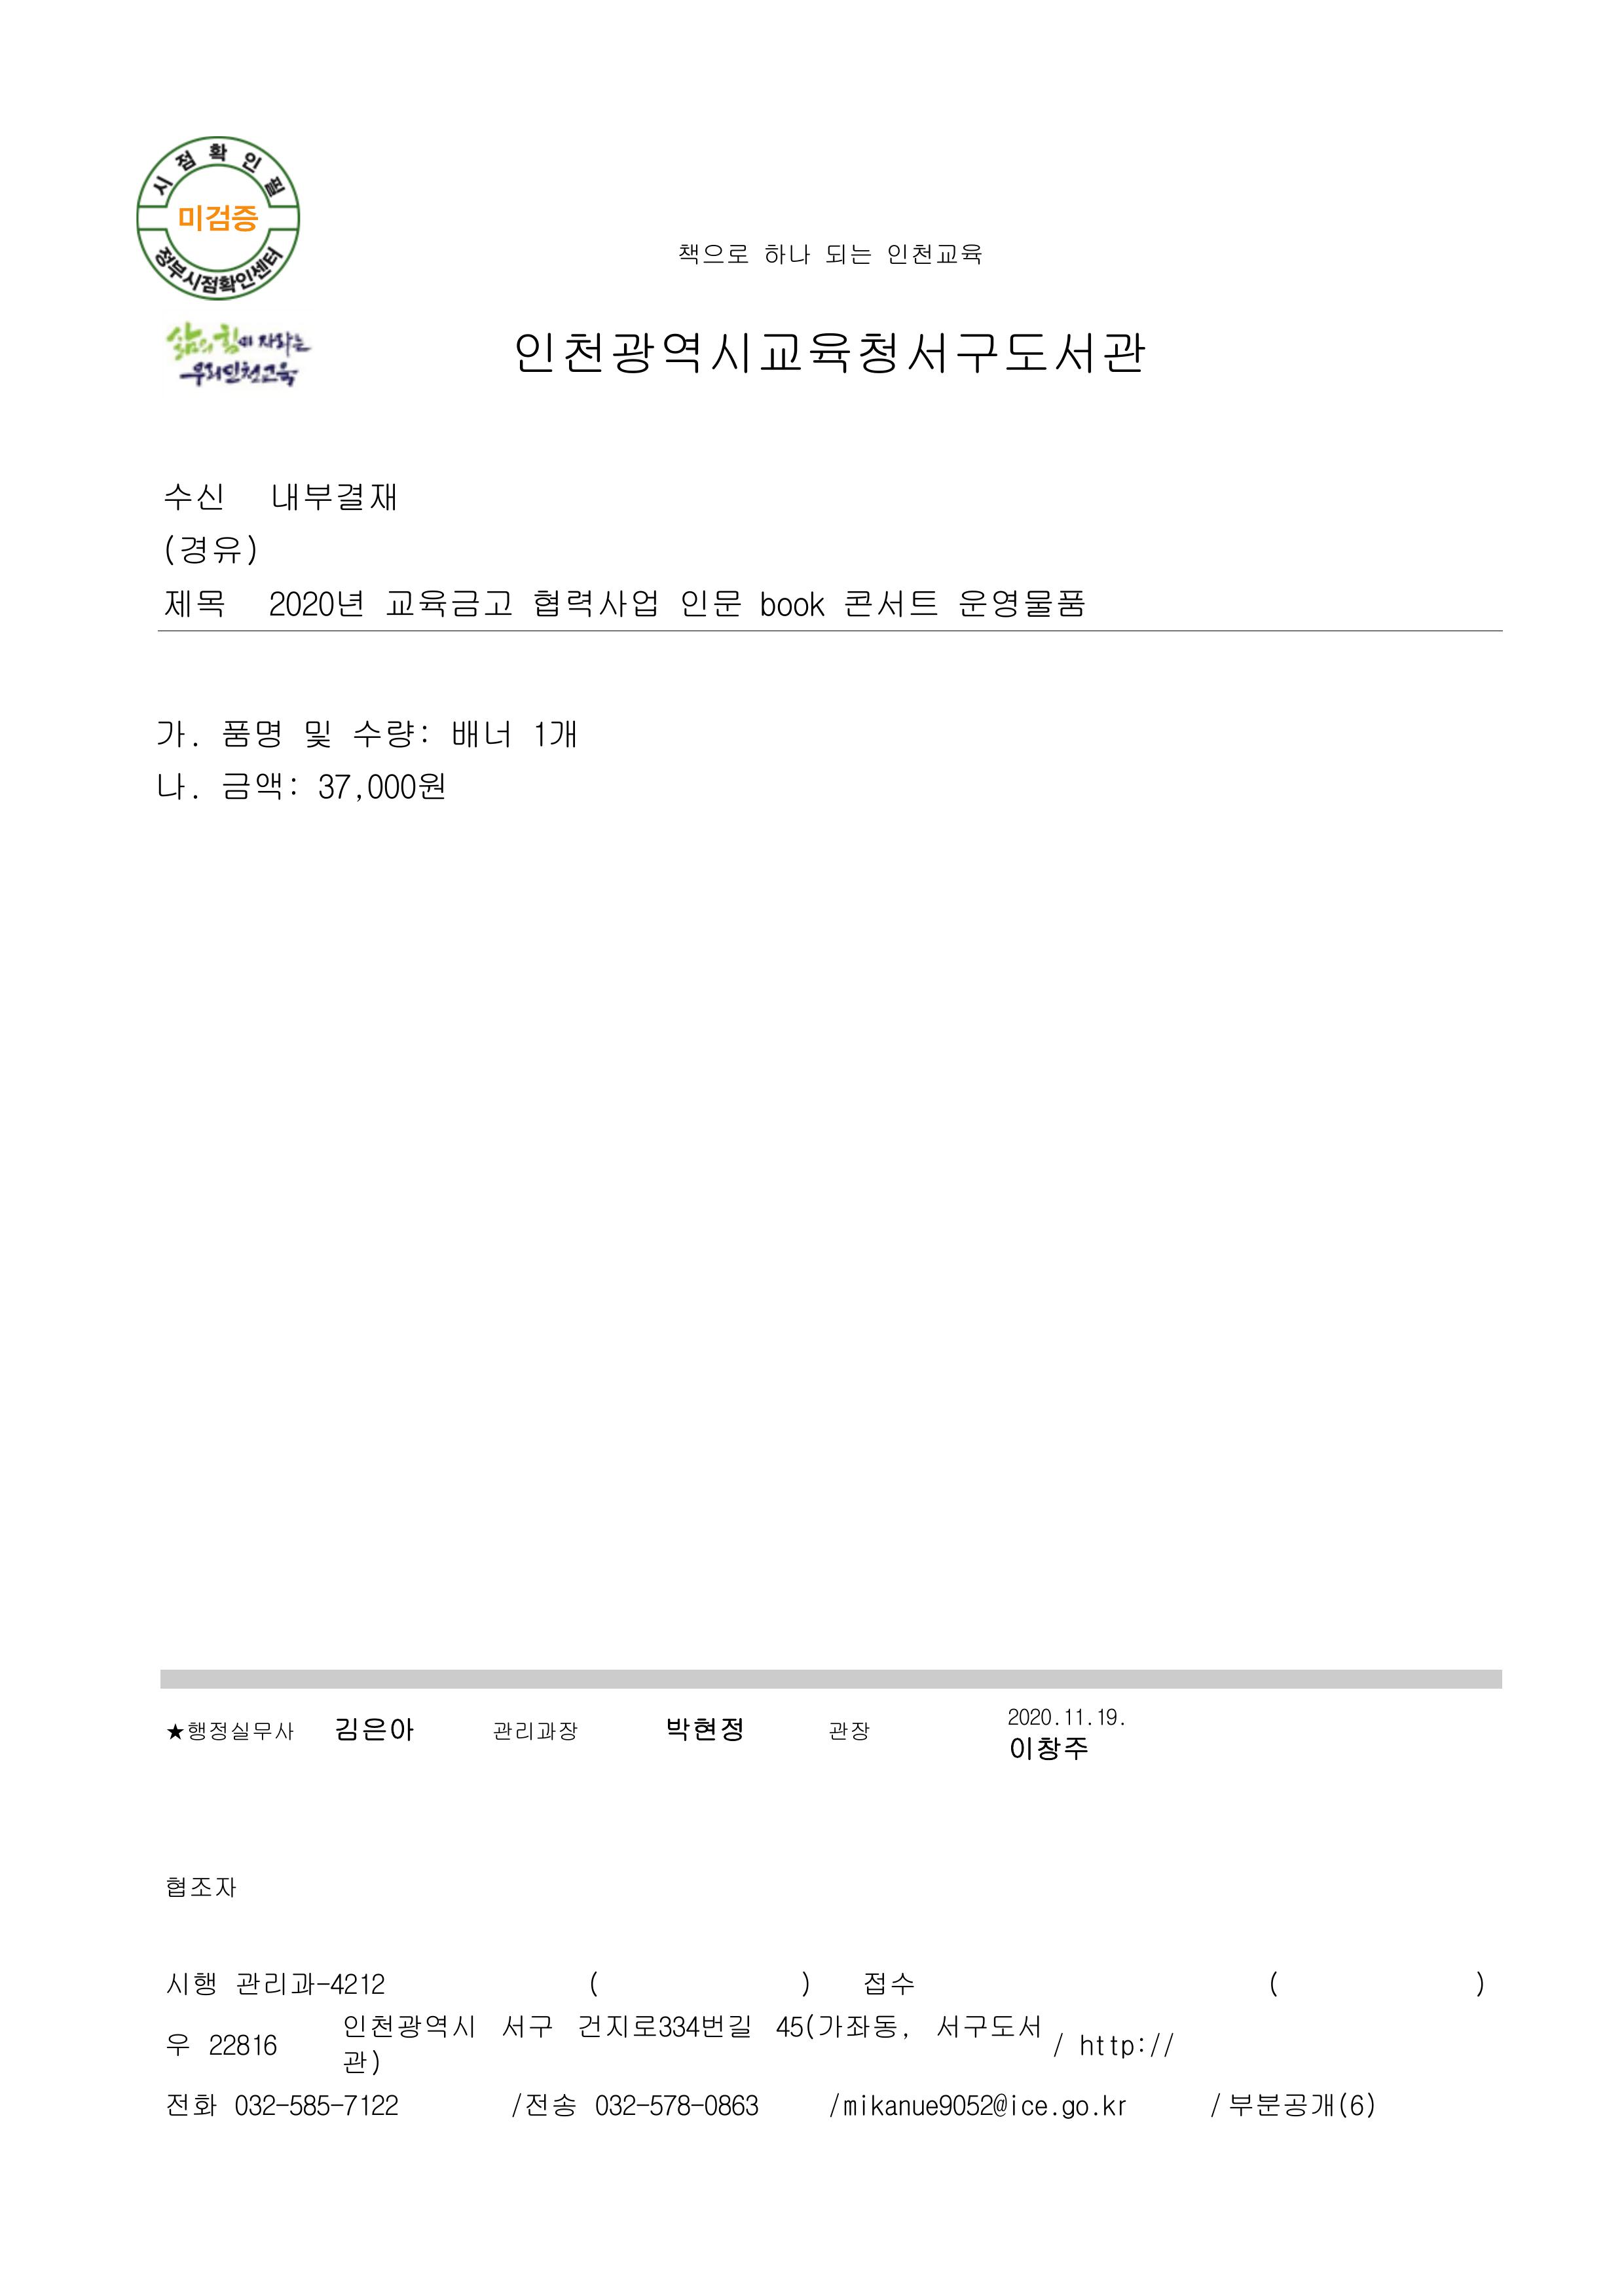 시점확인필
미검증
정부시점확인센터
책으로 하나 되는 인천교육
삶의 힘이 자라는
우리인천교육
인천광역시교육청서구도서관
수신 내부결재
(경유)
제목 2020년 교육금고 협력사업 인문 book 콘서트 운영물품
가. 품명 및 수량: 배너 1개
나. 금액: 37,000원
★행정실무사 김은아 관리과장 박현정 관장 2020.11.19.
이창주
협조자
시행 관리과-4212 ( ) 접수 ( )
우 22816 인천광역시 서구 건지로334번길 45(가좌동, 서구도서
관) / http://
전화 032-585-7122 /전송 032-578-0863 /mikanue9052@ice.go.kr / 부분공개(6)